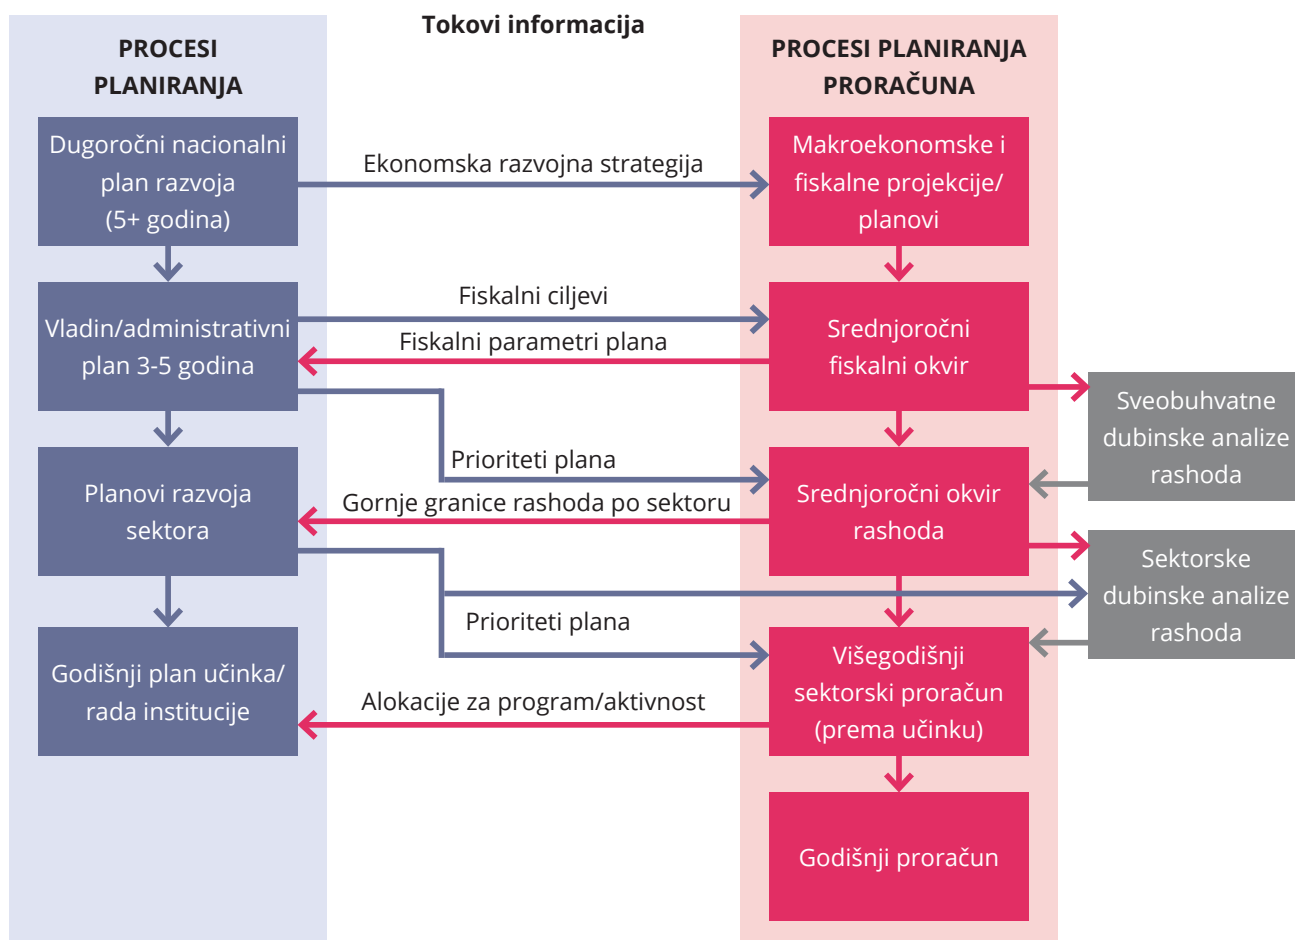 Tokovi informacija
PROCESI
PLANIRANJA
PROCESI PLANIRANJA
PRORAČUNA
Dugoročni nacionalni
plan razvoja
(5+ godina)
Ekonomska razvojna strategija
Makroekonomske i
fiskalne projekcije/
planovi
Vladin/administrativni
plan 3-5 godina
Fiskalni ciljevi
Fiskalni parametri plana
Srednjoročni
fiskalni okvir
Sveobuhvatne
dubinske analize
rashoda
Planovi razvoja
sektora
Prioriteti plana
Gornje granice rashoda po sektoru
Srednjoročni okvir
rashoda
Sektorske
dubinske analize
rashoda
Godišnji plan učinka/
rada institucije
Prioriteti plana
Alokacije za program/aktivnost
Višegodišnji
sektorski proračun
(prema učinku)
Godišnji proračun